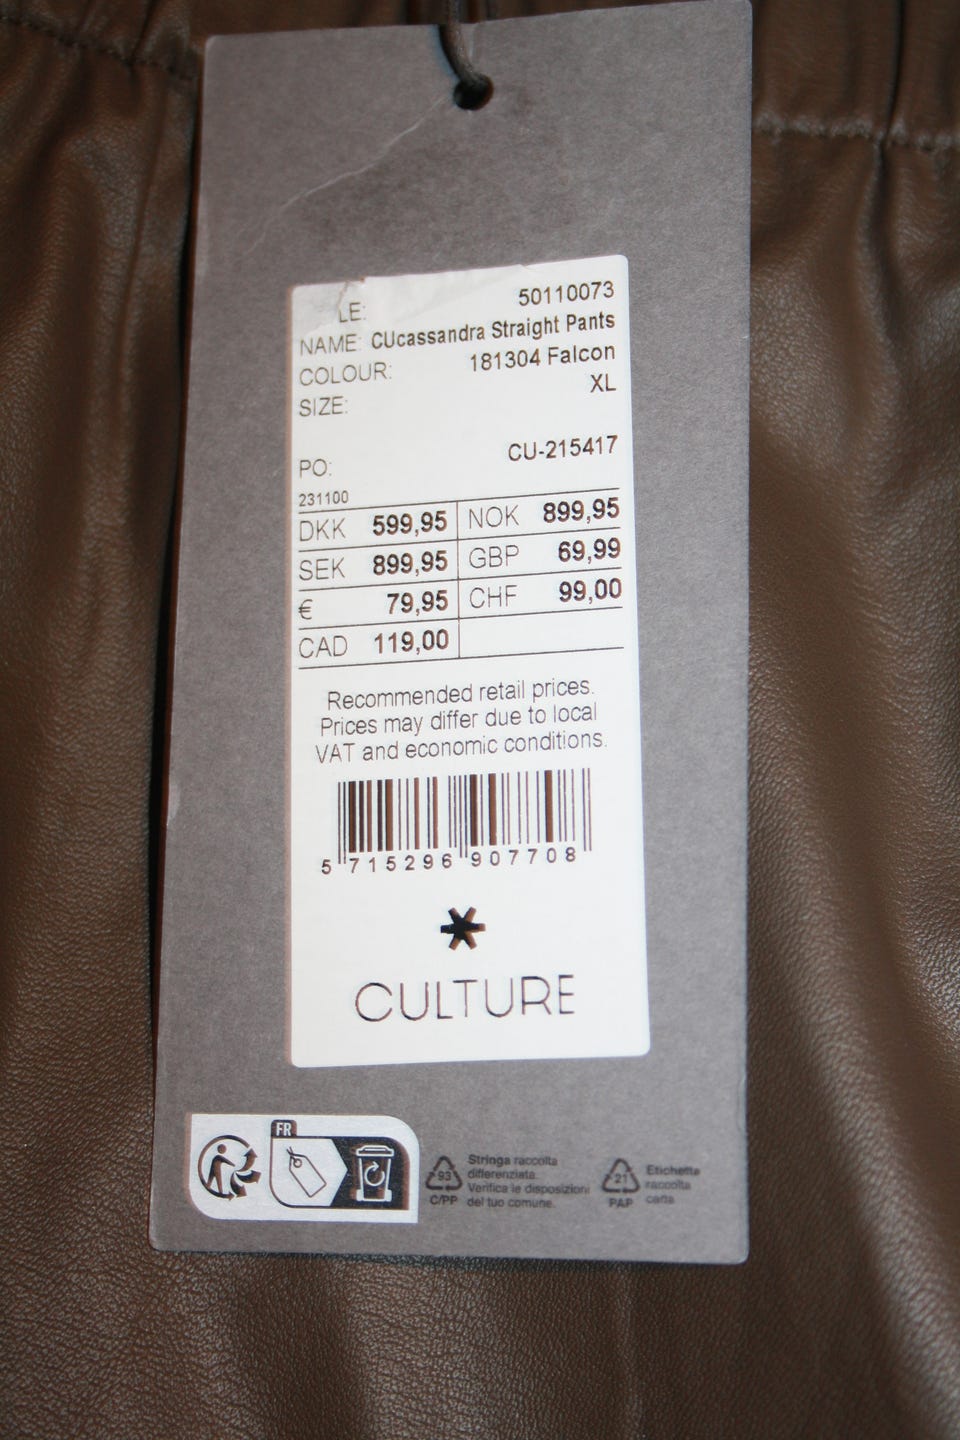 LE: 50110073
NAME: CUcassandra Straight Pants
COLOUR: 181304 Falcon
SIZE: XL
PO: CU-215417
231100
DKK 599,95 NOK 899,95
SEK 899,95 GBP 69,99
€ 79,95 CHF 99,00
CAD 119,00
Recommended retail prices.
Prices may differ due to local
VAT and economic conditions.
5 715296 907708
CULTURE
FR
93
C/PP
Stringa raccolta
differenziata.
Verifica le disposizioni
del tuo comune.
21
PAP
Etichetta
raccolta
carta